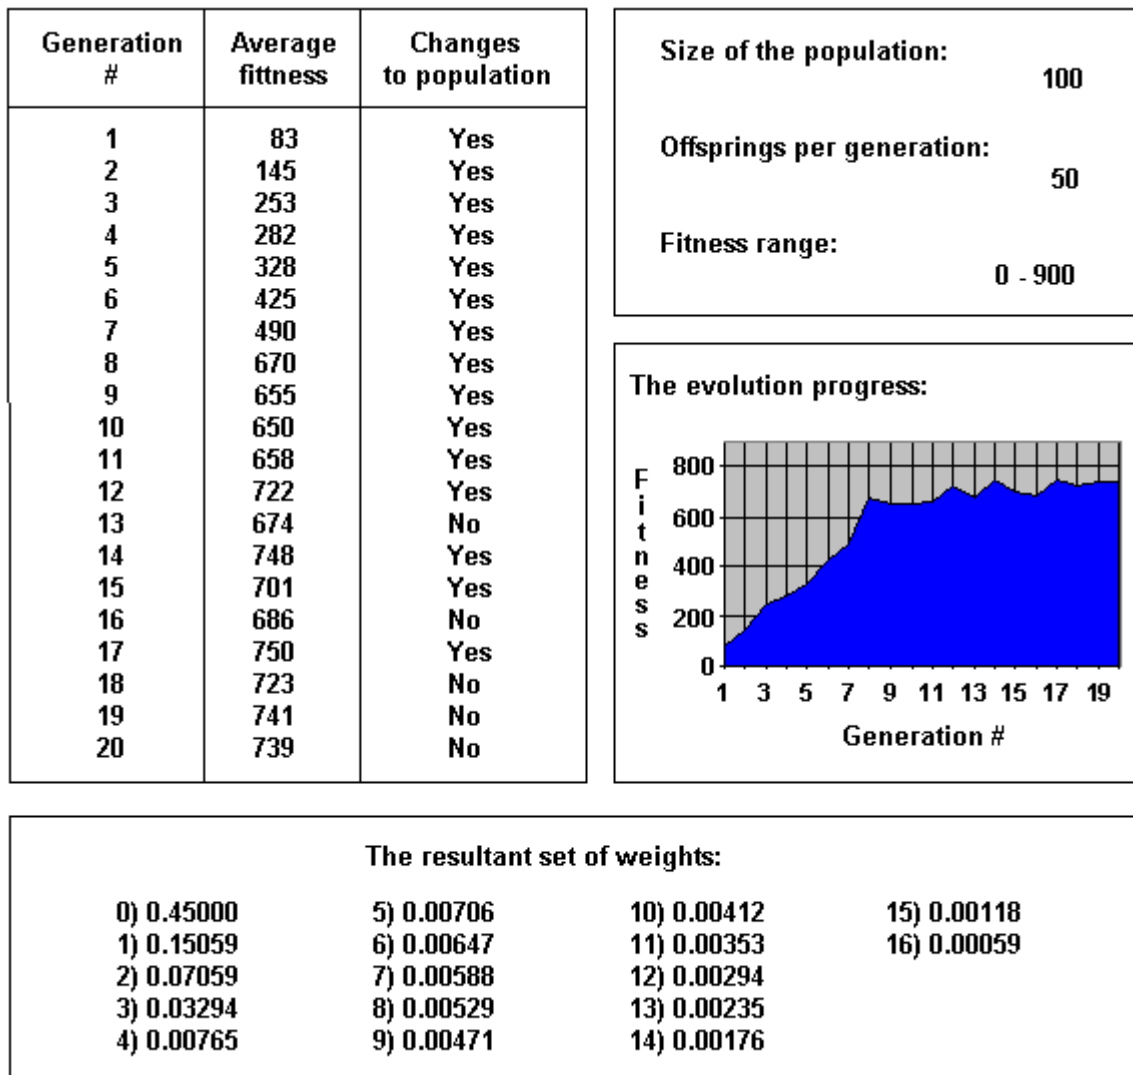 Generation Average Changes
# fittness to population
1 83 Yes
2 145 Yes
3 253 Yes
4 282 Yes
5 328 Yes
6 425 Yes
7 490 Yes
8 670 Yes
9 655 Yes
10 650 Yes
11 658 Yes
12 722 Yes
13 674 No
14 748 Yes
15 701 Yes
16 686 No
17 750 Yes
18 723 No
19 741 No
20 739 No
Size of the population:
100
Offsprings per generation:
50
Fitness range:
0 - 900
The evolution progress:
Fitness
800
600
400
200
0
1 3 5 7 9 11 13 15 17 19
Generation #
The resultant set of weights:
0) 0.45000 5) 0.00706 10) 0.00412 15) 0.00118
1) 0.15059 6) 0.00647 11) 0.00353 16) 0.00059
2) 0.07059 7) 0.00588 12) 0.00294
3) 0.03294 8) 0.00529 13) 0.00235
4) 0.00765 9) 0.00471 14) 0.00176